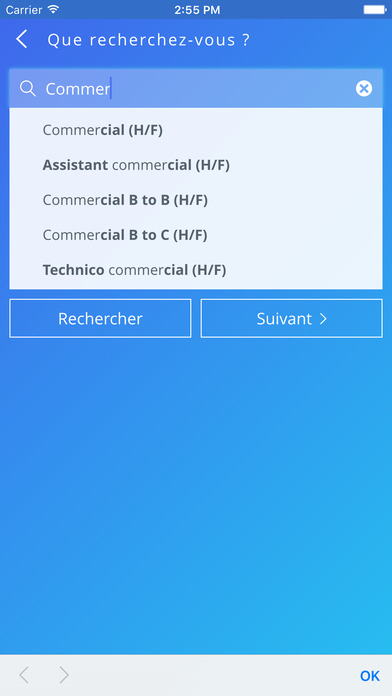 Carrier 2:55 PM
Que recherchez-vous ?
Commer
Commercial (H/F)
Assistant commercial (H/F)
Commercial B to B (H/F)
Commercial B to C (H/F)
Technico commercial (H/F)
Rechercher Suivant
OK